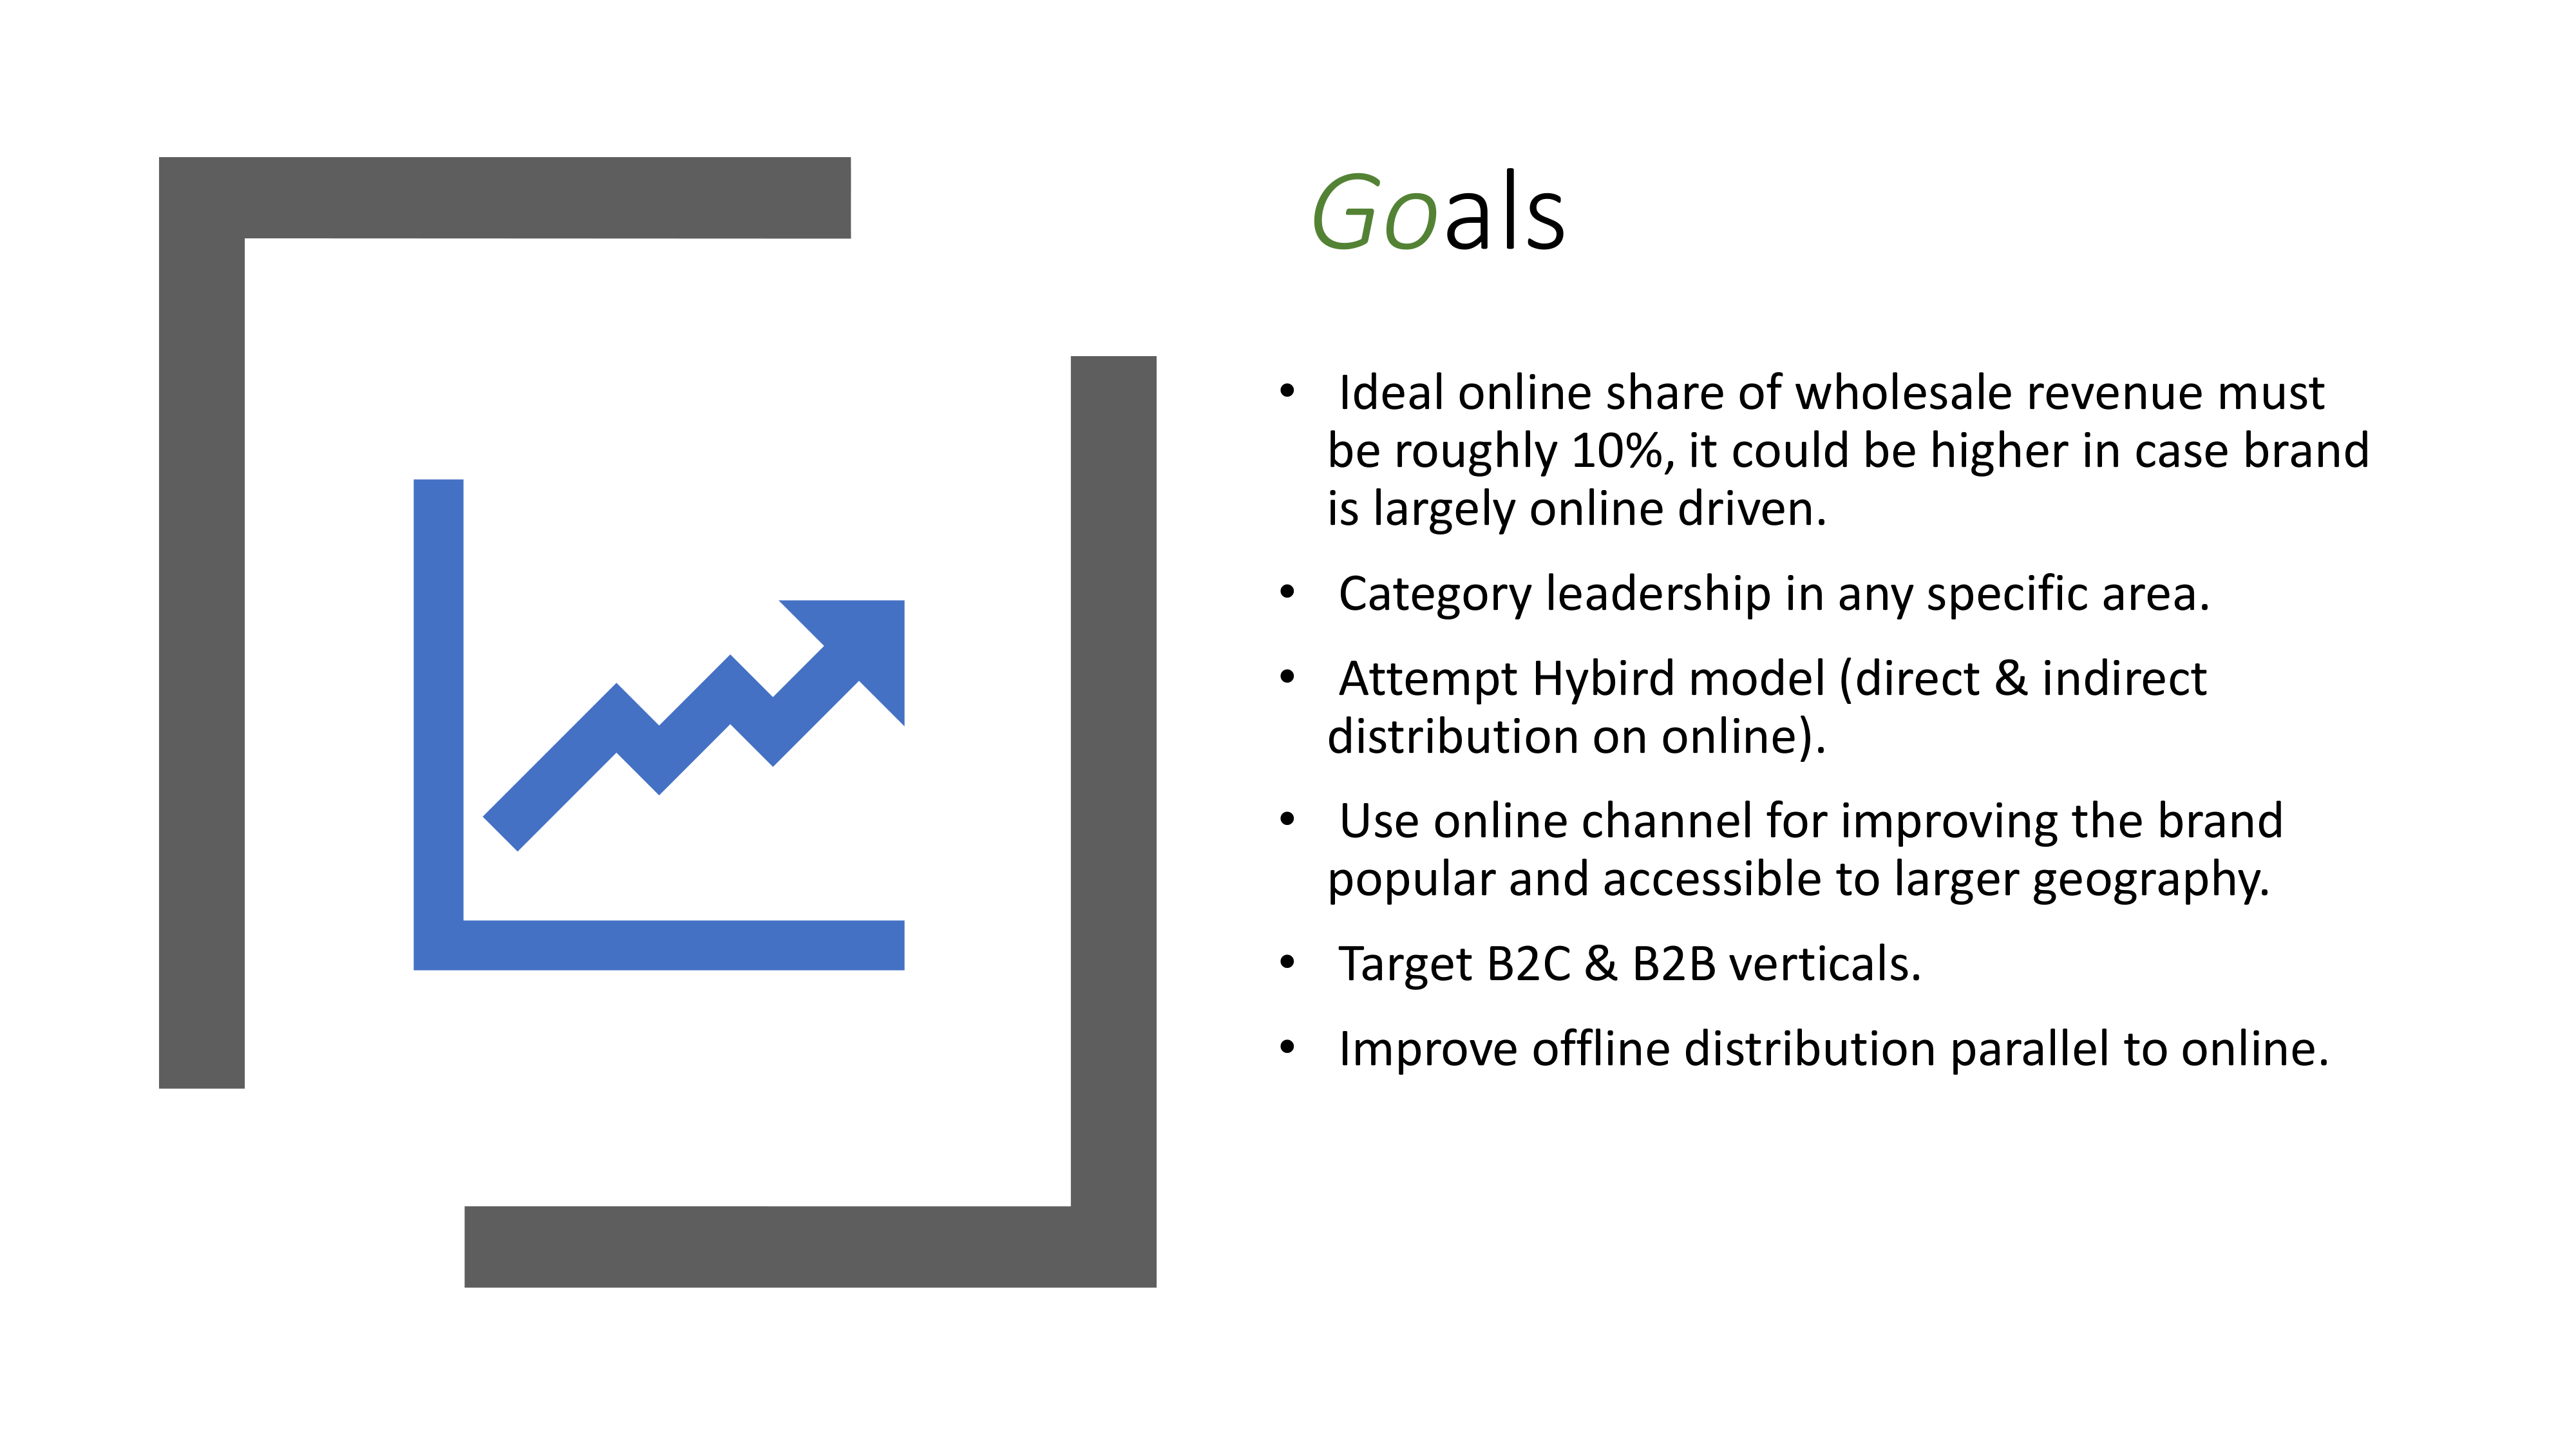 Goals
• Ideal online share of wholesale revenue must
be roughly 10%, it could be higher in case brand
is largely online driven.
• Category leadership in any specific area.
• Attempt Hybird model (direct & indirect
distribution on online).
• Use online channel for improving the brand
popular and accessible to larger geography.
• Target B2C & B2B verticals.
• Improve offline distribution parallel to online.